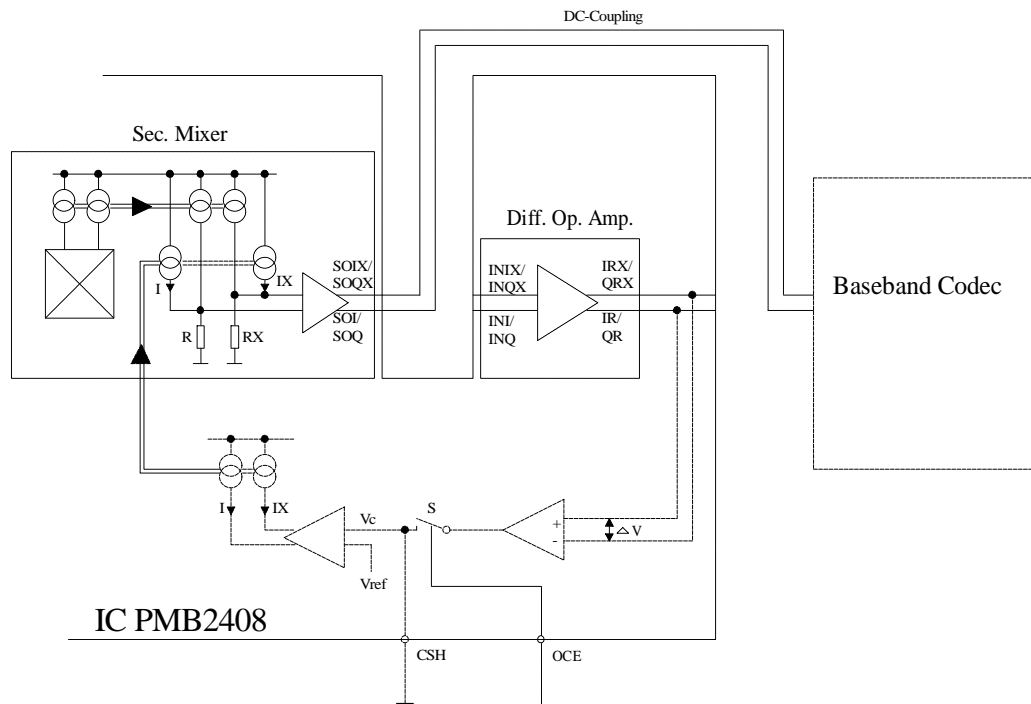 DC-Coupling
Sec. Mixer
Diff. Op. Amp.
SOIX/
SOQX
INIX/
INQX
IRX/
QRX
Baseband Codec
I
IX
R
RX
SOI/
SOQ
INI/
INQ
IR/
QR
I
IX
Vc
S
+
-
△ V
Vref
IC PMB2408
CSH
OCE